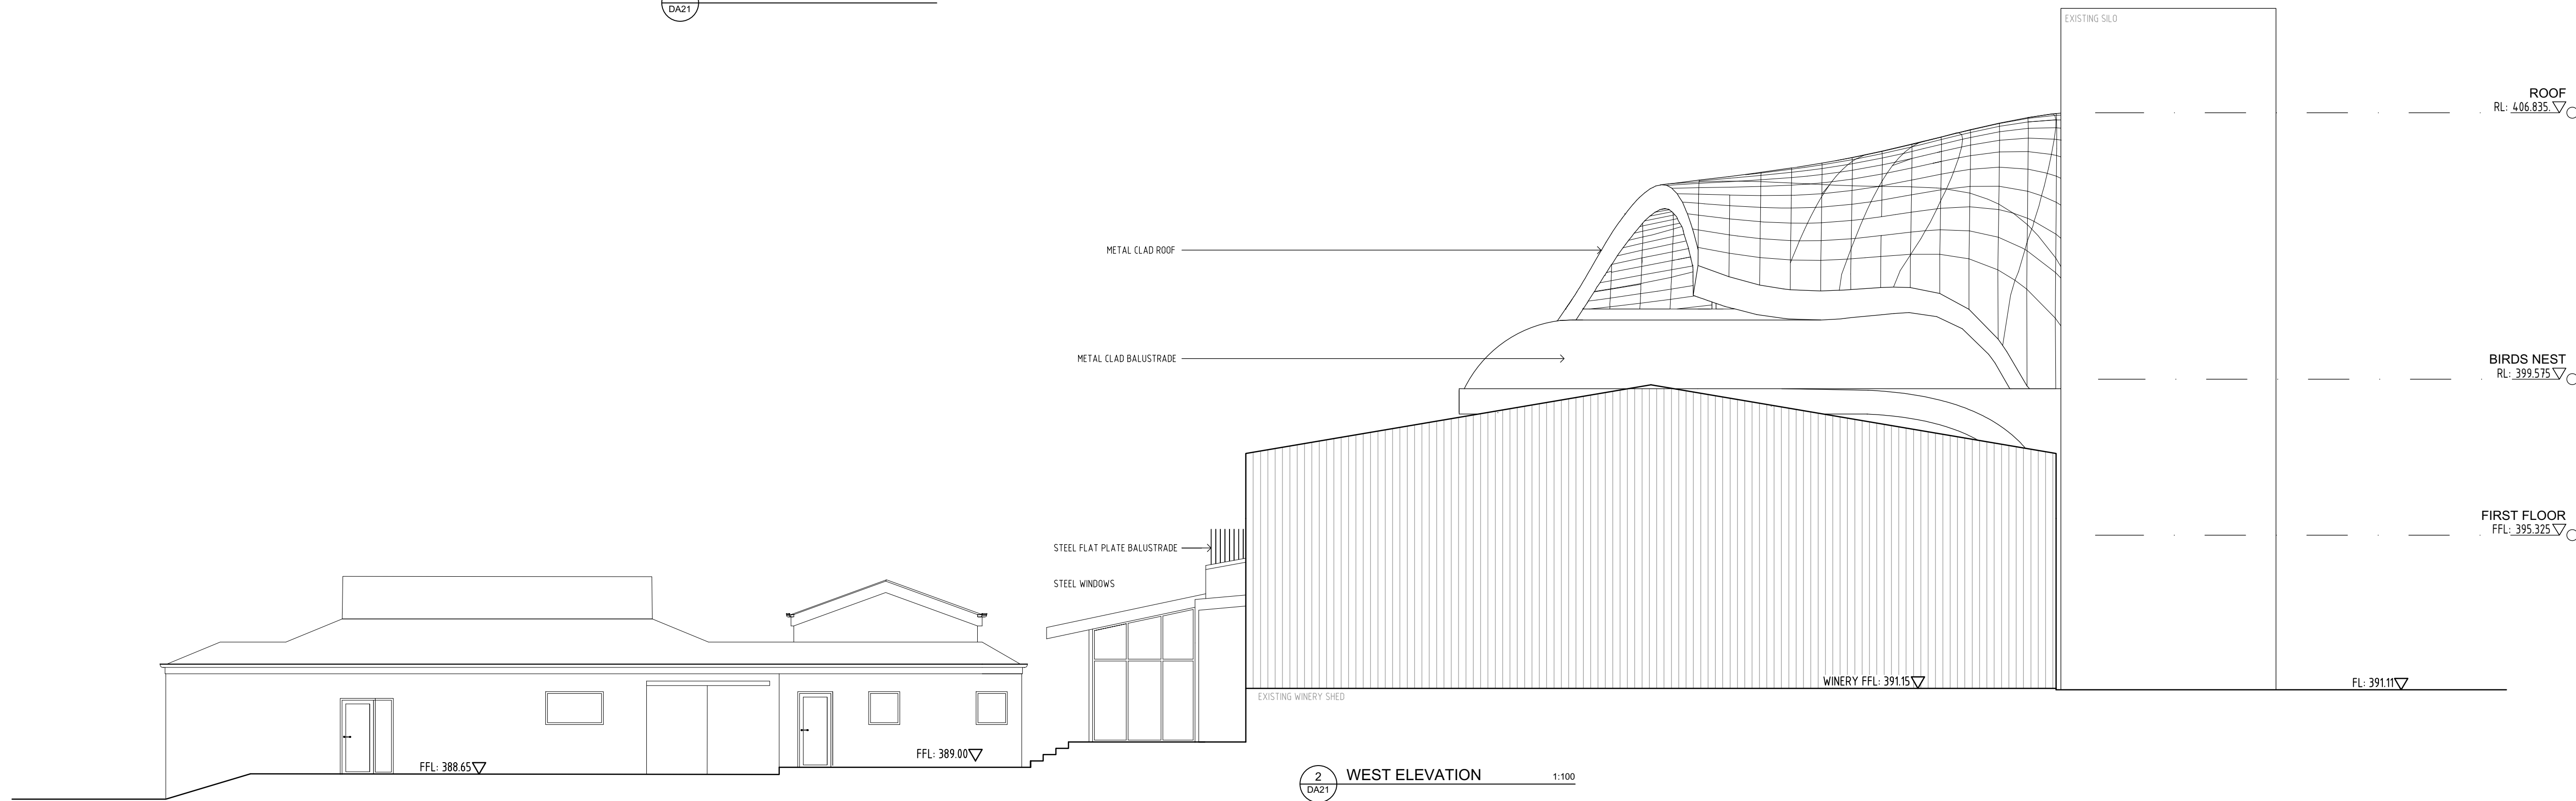 DA21
EXISTING SILO
ROOF
RL: 406.835.
METAL CLAD ROOF
METAL CLAD BALUSTRADE
BIRDS NEST
RL: 399.575
FIRST FLOOR
FFL: 395.325
STEEL FLAT PLATE BALUSTRADE
STEEL WINDOWS
WINERY FFL: 391.15
FL: 391.11
EXISTING WINERY SHED
FFL: 389.00
FFL: 388.65
2
DA21
WEST ELEVATION
1:100